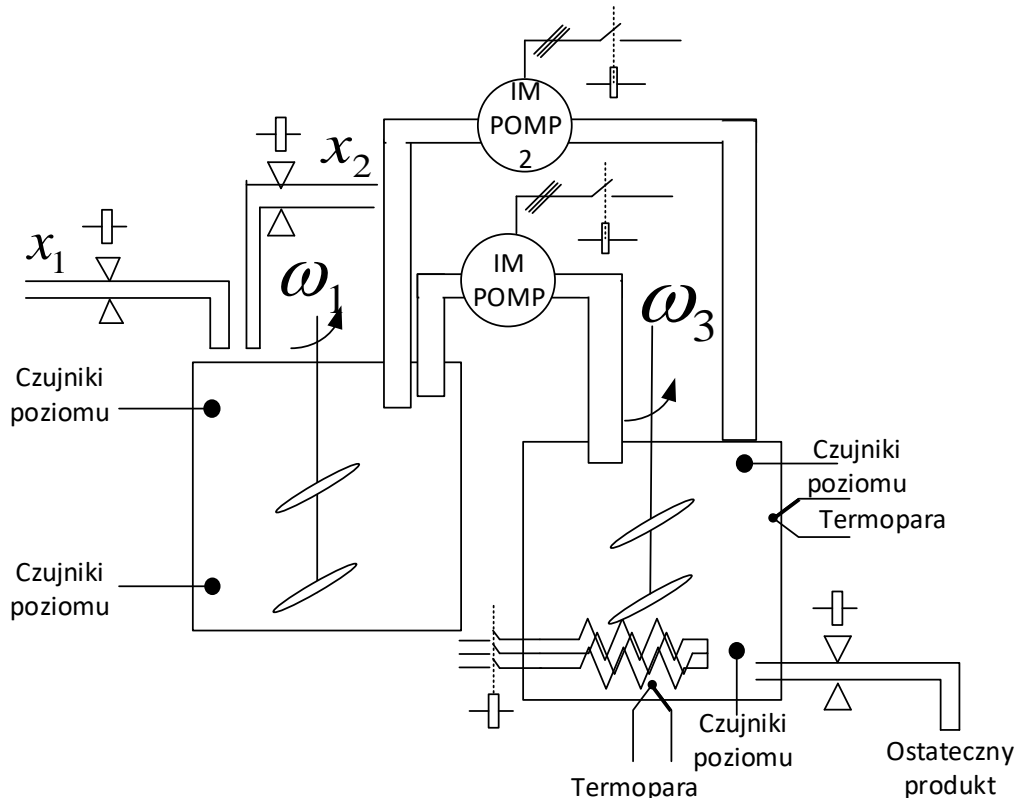 IM
POMP
2
x₂
x₁
IM
POMP
ω₁
ω₃
Czujniki
poziomu
Czujniki
poziomu
Termopara
Czujniki
poziomu
Czujniki
poziomu
Termopara
Ostateczny
produkt